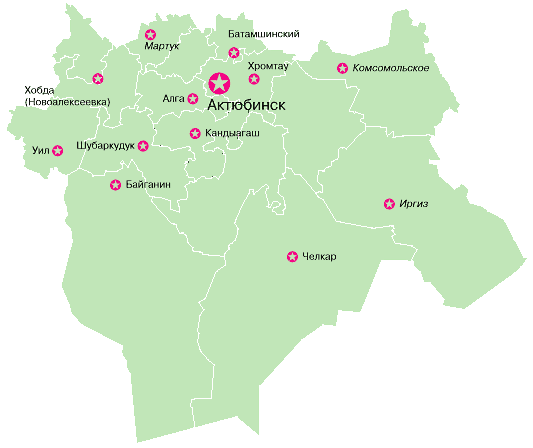 Батамшинский
Мартук
Хромтау
Комсомольское
Хобда
(Новоалексеевка)
Алга
Актюбинск
Кандыагаш
Шубаркудук
Уил
Байганин
Иргиз
Челкар